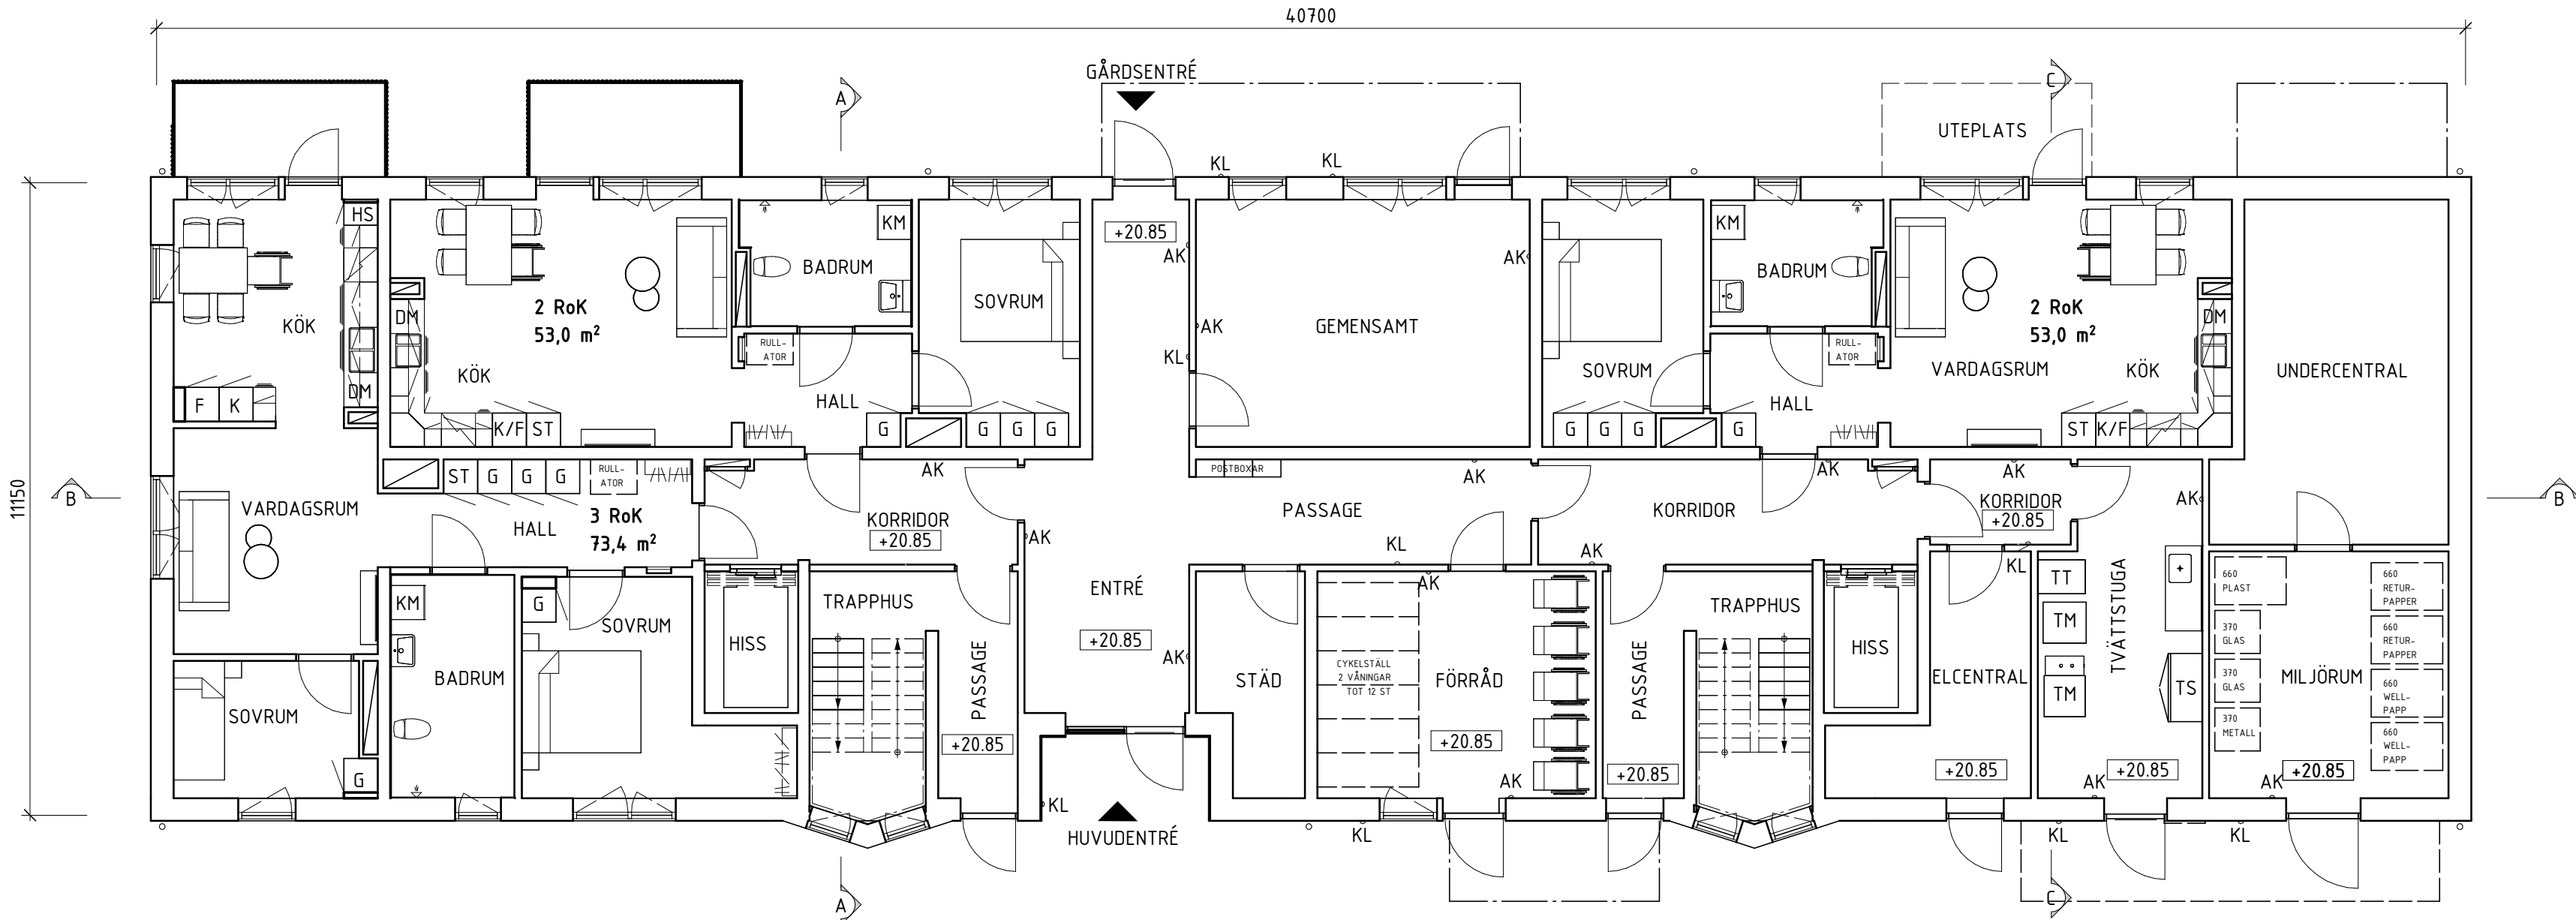 40700
GÅRDSENTRÉ
A
C
UTEPLATS
KL
KL
HS
KM
BADRUM
SOVRUM
+20.85
AK
AK
KM
BADRUM
KÖK
DM
2 RoK
53,0 m²
KÖK
RULL-
ATOR
HALL
AK
KL
GEMENSAMT
SOVRUM
RULL-
ATOR
HALL
VARDAGSRUM
2 RoK
53,0 m²
KÖK
DM
UNDERCENTRAL
F
K
DM
K/F
ST
G
G
G
G
G
G
G
G
ST
K/F
11150
B
VARDAGSRUM
ST
G
G
G
RULL-
ATOR
HALL
3 RoK
73,4 m²
AK
KORRIDOR
+20.85
AK
POSTBOXAR
PASSAGE
AK
KL
KORRIDOR
AK
AK
AK
KORRIDOR
+20.85
AK
KL
B
KM
BADRUM
G
SOVRUM
HISS
TRAPPHUS
PASSAGE
+20.85
ENTRÉ
+20.85
AK
STÄD
AK
CYKELSTÄLL
2 VÅNINGAR
TOT 12 ST
FÖRRÅD
+20.85
AK
PASSAGE
+20.85
TRAPPHUS
HISS
ELCENTRAL
+20.85
TT
TM
TM
TVÄTTSTUGA
TS
+20.85
AK
660
PLAST
370
GLAS
370
GLAS
370
METALL
MILJÖRUM
660
RETUR-
PAPPER
660
RETUR-
PAPPER
660
WELL-
PAPP
660
WELL-
PAPP
+20.85
AK
SOVRUM
G
KL
HUVUDENTRÉ
KL
KL
KL
A
C